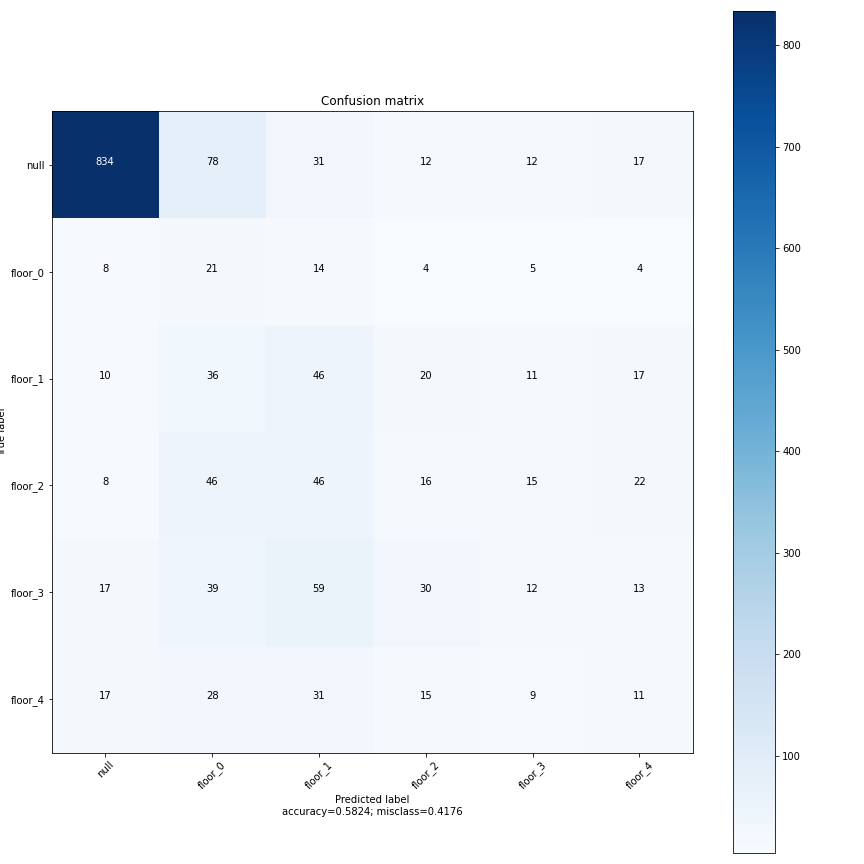 Confusion matrix
null 834 78 31 12 12 17
floor_0 8 21 14 4 5 4
floor_1 10 36 46 20 11 17
floor_2 8 46 46 16 15 22
floor_3 17 39 59 30 12 13
floor_4 17 28 31 15 9 11
null floor_0 floor_1 floor_2 floor_3 floor_4
Predicted label
accuracy=0.5824; misclass=0.4176
True label
800
700
600
500
400
300
200
100